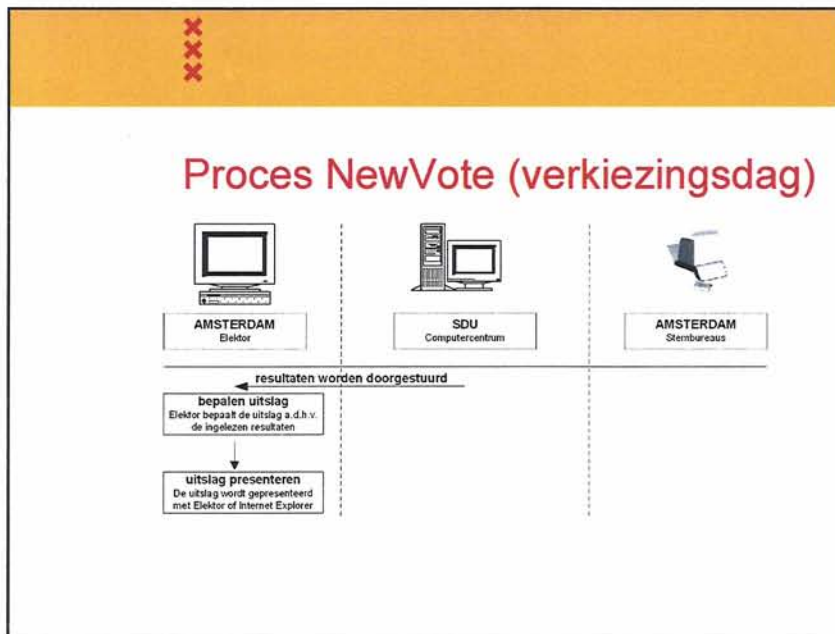 Proces NewVote (verkiezingsdag)
AMSTERDAM
Elektor
SDU
Computercentrum
AMSTERDAM
Stembureaus
resultaten worden doorgestuurd
bepalen uitslag
Elektor bepaalt de uitslag a.d.h.v.
de ingelezen resultaten
uitslag presenteren
De uitslag wordt gepresenteerd
met Elektor of Internet Explorer